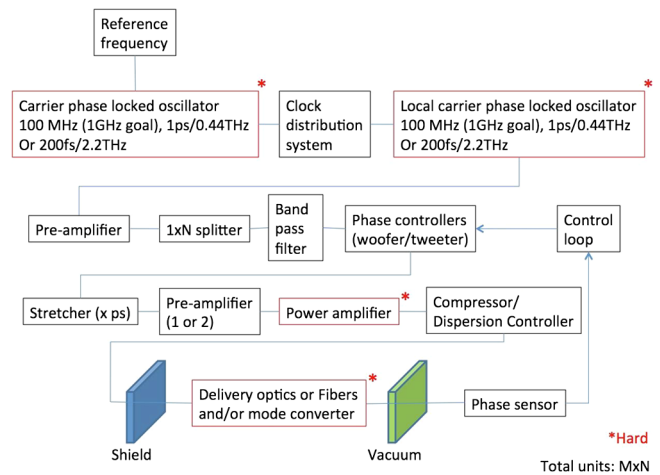 Reference
frequency
*
*
Carrier phase locked oscillator
100 MHz (1GHz goal), 1ps/0.44THz
Or 200fs/2.2THz
Clock
distribution
system
Local carrier phase locked oscillator
100 MHz (1GHz goal), 1ps/0.44THz
Or 200fs/2.2THz
Pre-amplifier
1xN splitter
Band
pass
filter
Phase controllers
(woofer/tweeter)
Control
loop
Stretcher (x ps)
Pre-amplifier
(1 or 2)
Power amplifier
*
Compressor/
Dispersion Controller
Delivery optics or Fibers
and/or mode converter
*
Phase sensor
Shield
Vacuum
*Hard
Total units: MxN